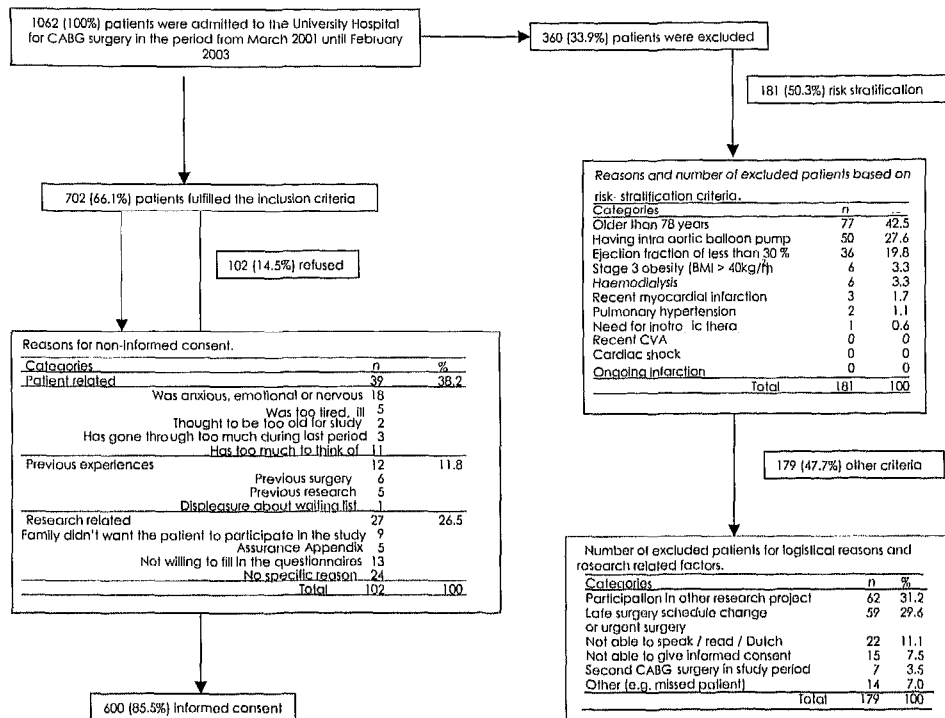 1062 (100%) patients were admitted to the University Hospital
for CABG surgery in the period from March 2001 until February
2003
360 (33.9%) patients were excluded
181 (50.3%) risk stratification
702 (66.1%) patients fulfilled the inclusion criteria
102 (14.5%) refused
Reasons and number of excluded patients based on
risk- stratification criteria.
Categories n
Older than 78 years 77 42.5
Having intra aortic balloon pump 50 27.6
Ejection fraction of less than 30 % 36 19.8
Stage 3 obesity (BMI > 40kg/ 6 3.3
Haemodialysis 6 3.3
Recent myocardial infarction 3 1.7
Pulmonary hypertension 2 1.1
Need for inotro ic thera 1 0.6
Recent CVA 0 0
Cardiac shock 0 0
Ongoing infarction 0 0
Total 181 100
Reasons for non-informed consent.
Categories n %
Patient related 39 38.2
Was anxious, emotional or nervous 18
Was too tired, ill 5
Thought to be too old for study 2
Has gone through too much during last period 3
Has too much to think of 11
Previous experiences 12 11.8
Previous surgery 6
Previous research 5
Displeasure about waiting list 1
Research related 27 26.5
Family didn't want the patient to participate in the study 9
Assurance Appendix 5
Not willing to fill in the questionnaires 13
No specific reason 24
Total 102 100
179 (47.7%) other criteria
Number of excluded patients for logistical reasons and
research related factors.
Categories n %
Participation in other research project 62 31.2
Late surgery schedule change 59 29.6
or urgent surgery
Not able to speak / read / Dutch 22 11.1
Not able to give informed consent 15 7.5
Second CABG surgery in study period 7 3.5
Other (e.g. missed patient) 14 7.0
Total 179 100
600 (85.5%) informed consent